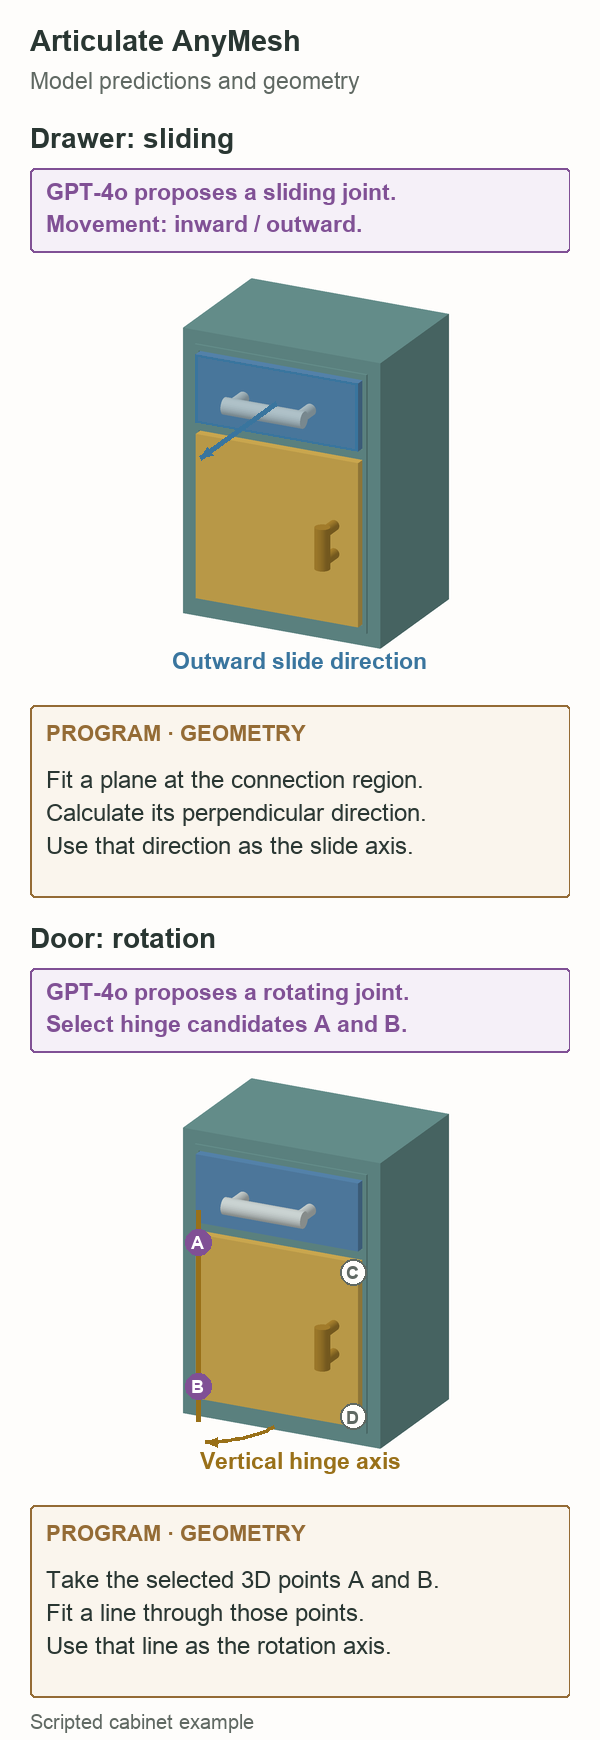 Articulate AnyMesh
Model predictions and geometry
Drawer: sliding
GPT-4o proposes a sliding joint.
Movement: inward / outward.
Outward slide direction
PROGRAM · GEOMETRY
Fit a plane at the connection region.
Calculate its perpendicular direction.
Use that direction as the slide axis.
Door: rotation
GPT-4o proposes a rotating joint.
Select hinge candidates A and B.
A
C
B
D
Vertical hinge axis
PROGRAM · GEOMETRY
Take the selected 3D points A and B.
Fit a line through those points.
Use that line as the rotation axis.
Scripted cabinet example